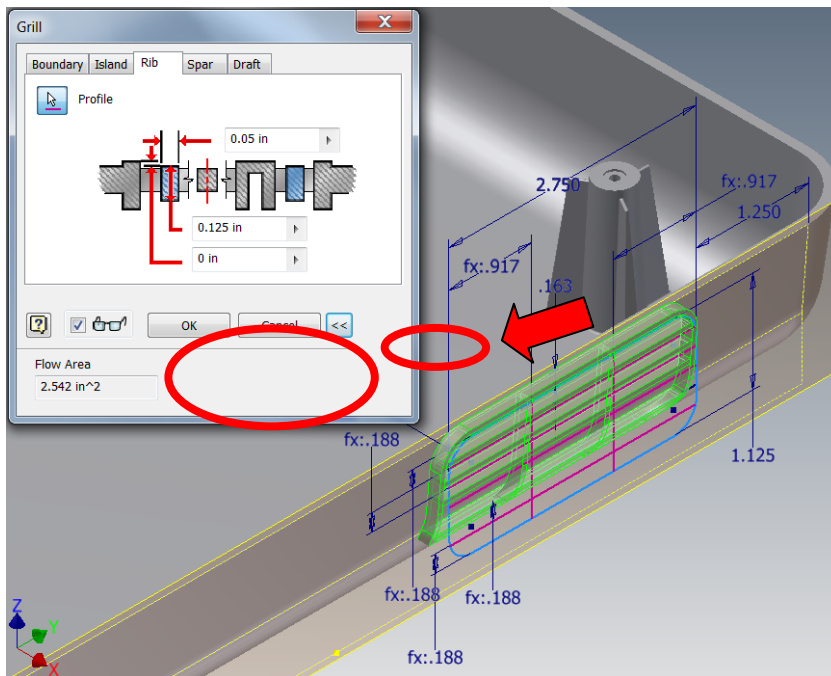 Grill
Boundary Island Rib Spar Draft
Profile
0.05 in
0.125 in
0 in
OK Cancel <<
Flow Area
2.542 in^2
2.750
fx:.917
1.250
fx:.917
.163
fx:.188
1.125
fx:.188
fx:.188
fx:.188
Z
Y
X